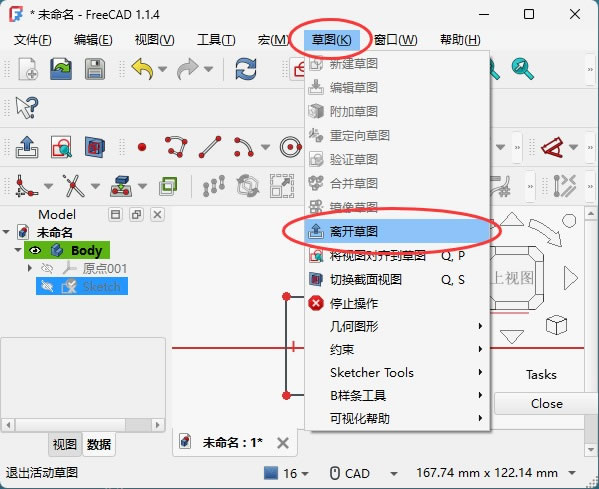 * 未命名 - FreeCAD 1.1.4
文件(F) 编辑(E) 视图(V) 工具(T) 宏(M) 草图(K) 窗口(W) 帮助(H)
新建草图
编辑草图
附加草图
重定向草图
验证草图
合并草图
镜像草图
离开草图
将视图对齐到草图 Q, P
切换截面视图 Q, S
停止操作
几何图形
约束
Sketcher Tools
B样条工具
可视化帮助
Model
未命名
Body
原点001
Sketch
上视图
Tasks
Close
视图 数据
未命名 : 1*
退出活动草图
16 CAD 167.74 mm x 122.14 mm